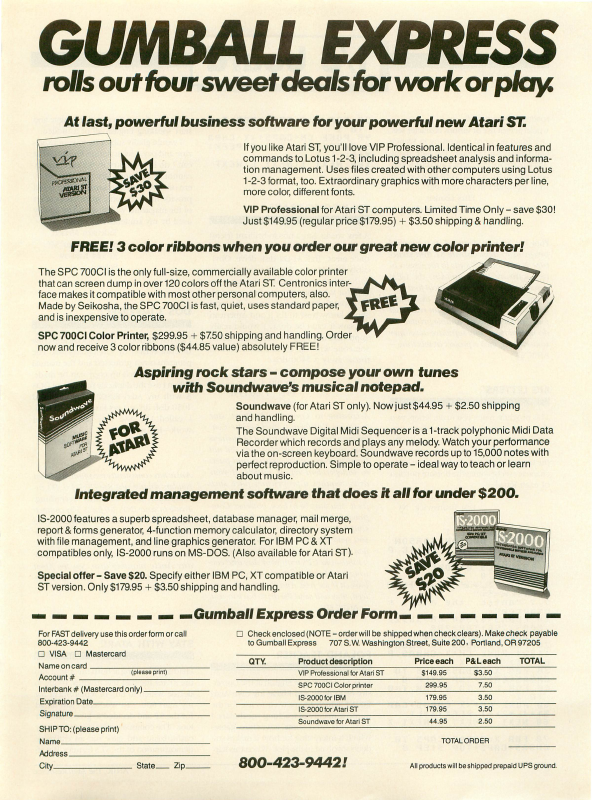 GUMBALL EXPRESS
rolls out four sweet deals for work or play.
At last, powerful business software for your powerful new Atari ST.
vip
PROFESSIONAL
ATARI ST
VERSION
SAVE
$30
If you like Atari ST, you'll love VIP Professional. Identical in features and
commands to Lotus 1-2-3, including spreadsheet analysis and informa-
tion management. Uses files created with other computers using Lotus
1-2-3 format, too. Extraordinary graphics with more characters per line,
more color, different fonts.
VIP Professional for Atari ST computers. Limited Time Only – save $30!
Just $149.95 (regular price $179.95) + $3.50 shipping & handling.
FREE! 3 color ribbons when you order our great new color printer!
The SPC 700CI is the only full-size, commercially available color printer
that can screen dump in over 120 colors off the Atari ST. Centronics inter-
face makes it compatible with most other personal computers, also.
Made by Seikosha, the SPC 700CI is fast, quiet, uses standard paper,
and is inexpensive to operate.
SPC 700CI Color Printer, $299.95 + $7.50 shipping and handling. Order
now and receive 3 color ribbons ($44.85 value) absolutely FREE!
FREE
Aspiring rock stars – compose your own tunes
with Soundwave's musical notepad.
Soundwave
MUSIC
SOFTWARE
FOR
ATARI ST
FOR
ATARI
Soundwave (for Atari ST only). Now just $44.95 + $2.50 shipping
and handling.
The Soundwave Digital Midi Sequencer is a 1-track polyphonic Midi Data
Recorder which records and plays any melody. Watch your performance
via the on-screen keyboard. Soundwave records up to 15,000 notes with
perfect reproduction. Simple to operate – ideal way to teach or learn
about music.
Integrated management software that does it all for under $200.
IS-2000 features a superb spreadsheet, database manager, mail merge,
report & forms generator, 4-function memory calculator, directory system
with file management, and line graphics generator. For IBM PC & XT
compatibles only, IS-2000 runs on MS-DOS. (Also available for Atari ST).
Special offer – Save $20. Specify either IBM PC, XT compatible or Atari
ST version. Only $179.95 + $3.50 shipping and handling.
IS-2000
IS-2000
ATARI ST VERSION
SAVE
$20
Gumball Express Order Form
For FAST delivery use this order form or call
800-423-9442
☐ VISA ☐ Mastercard
Name on card
(please print)
Account #
Interbank # (Mastercard only)
Expiration Date
Signature
SHIP TO: (please print)
Name
Address
City State Zip
☐ Check enclosed (NOTE – order will be shipped when check clears). Make check payable
to Gumball Express 707 S.W. Washington Street, Suite 200, Portland, OR 97205
QTY. Product description Price each P&L each TOTAL
VIP Professional for Atari ST $149.95 $3.50
SPC 700CI Color printer 299.95 7.50
IS-2000 for IBM 179.95 3.50
IS-2000 for Atari ST 179.95 3.50
Soundwave for Atari ST 44.95 2.50
TOTAL ORDER
800-423-9442!
All products will be shipped prepaid UPS ground.